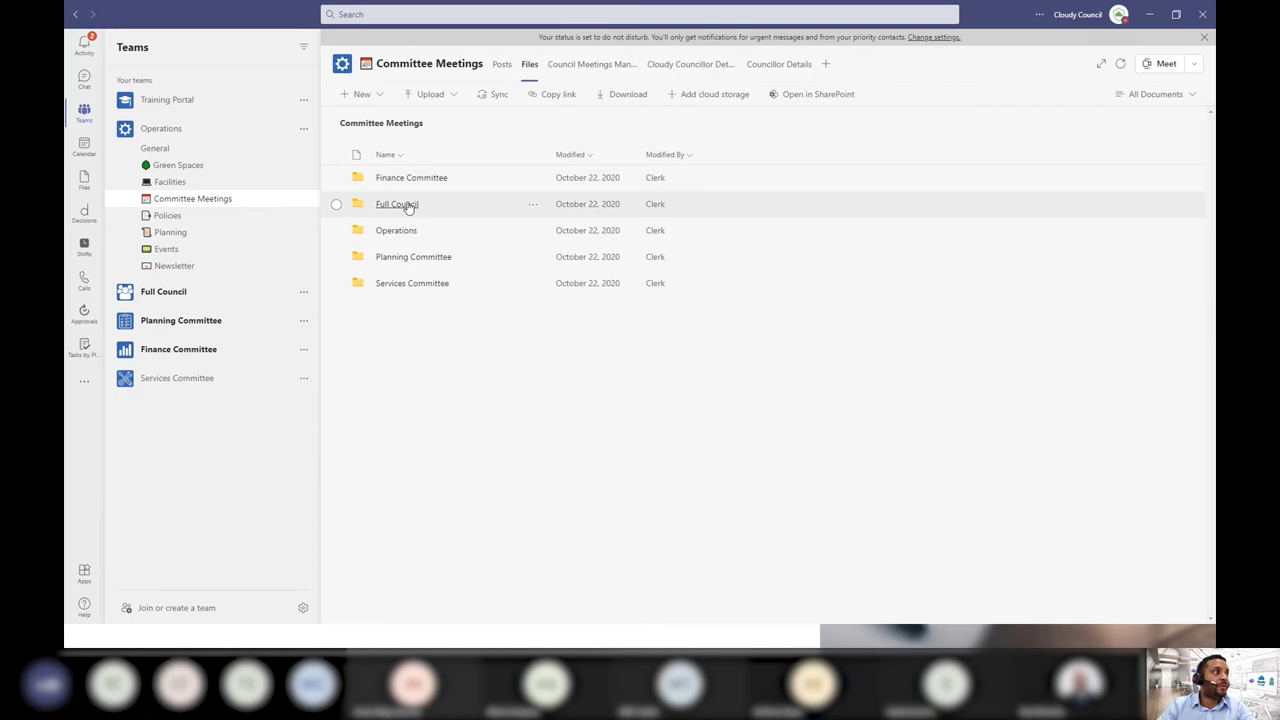 Search
Cloudy Council
Your status is set to do not disturb. You'll only get notifications for urgent messages and from your priority contacts. Change settings.
2
Activity
Chat
Teams
Calendar
Files
Decisions
Shifts
Calls
Approvals
Tasks by Pl...
Apps
Help
Teams
Your teams
Training Portal
Operations
General
Green Spaces
Facilities
Committee Meetings
Policies
Planning
Events
Newsletter
Full Council
Planning Committee
Finance Committee
Services Committee
Join or create a team
Committee Meetings Posts Files Council Meetings Man... Cloudy Councillor Det... Councillor Details
Meet
New Upload Sync Copy link Download Add cloud storage Open in SharePoint All Documents
Committee Meetings
Name Modified Modified By
Finance Committee October 22, 2020 Clerk
Full Council October 22, 2020 Clerk
Operations October 22, 2020 Clerk
Planning Committee October 22, 2020 Clerk
Services Committee October 22, 2020 Clerk